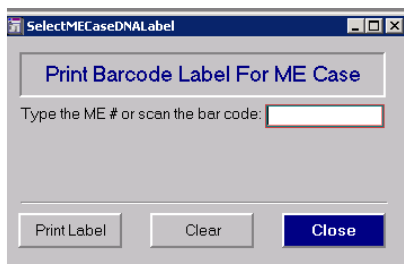 SelectMECaseDNALabel
Print Barcode Label For ME Case
Type the ME # or scan the bar code:
Print Label Clear Close